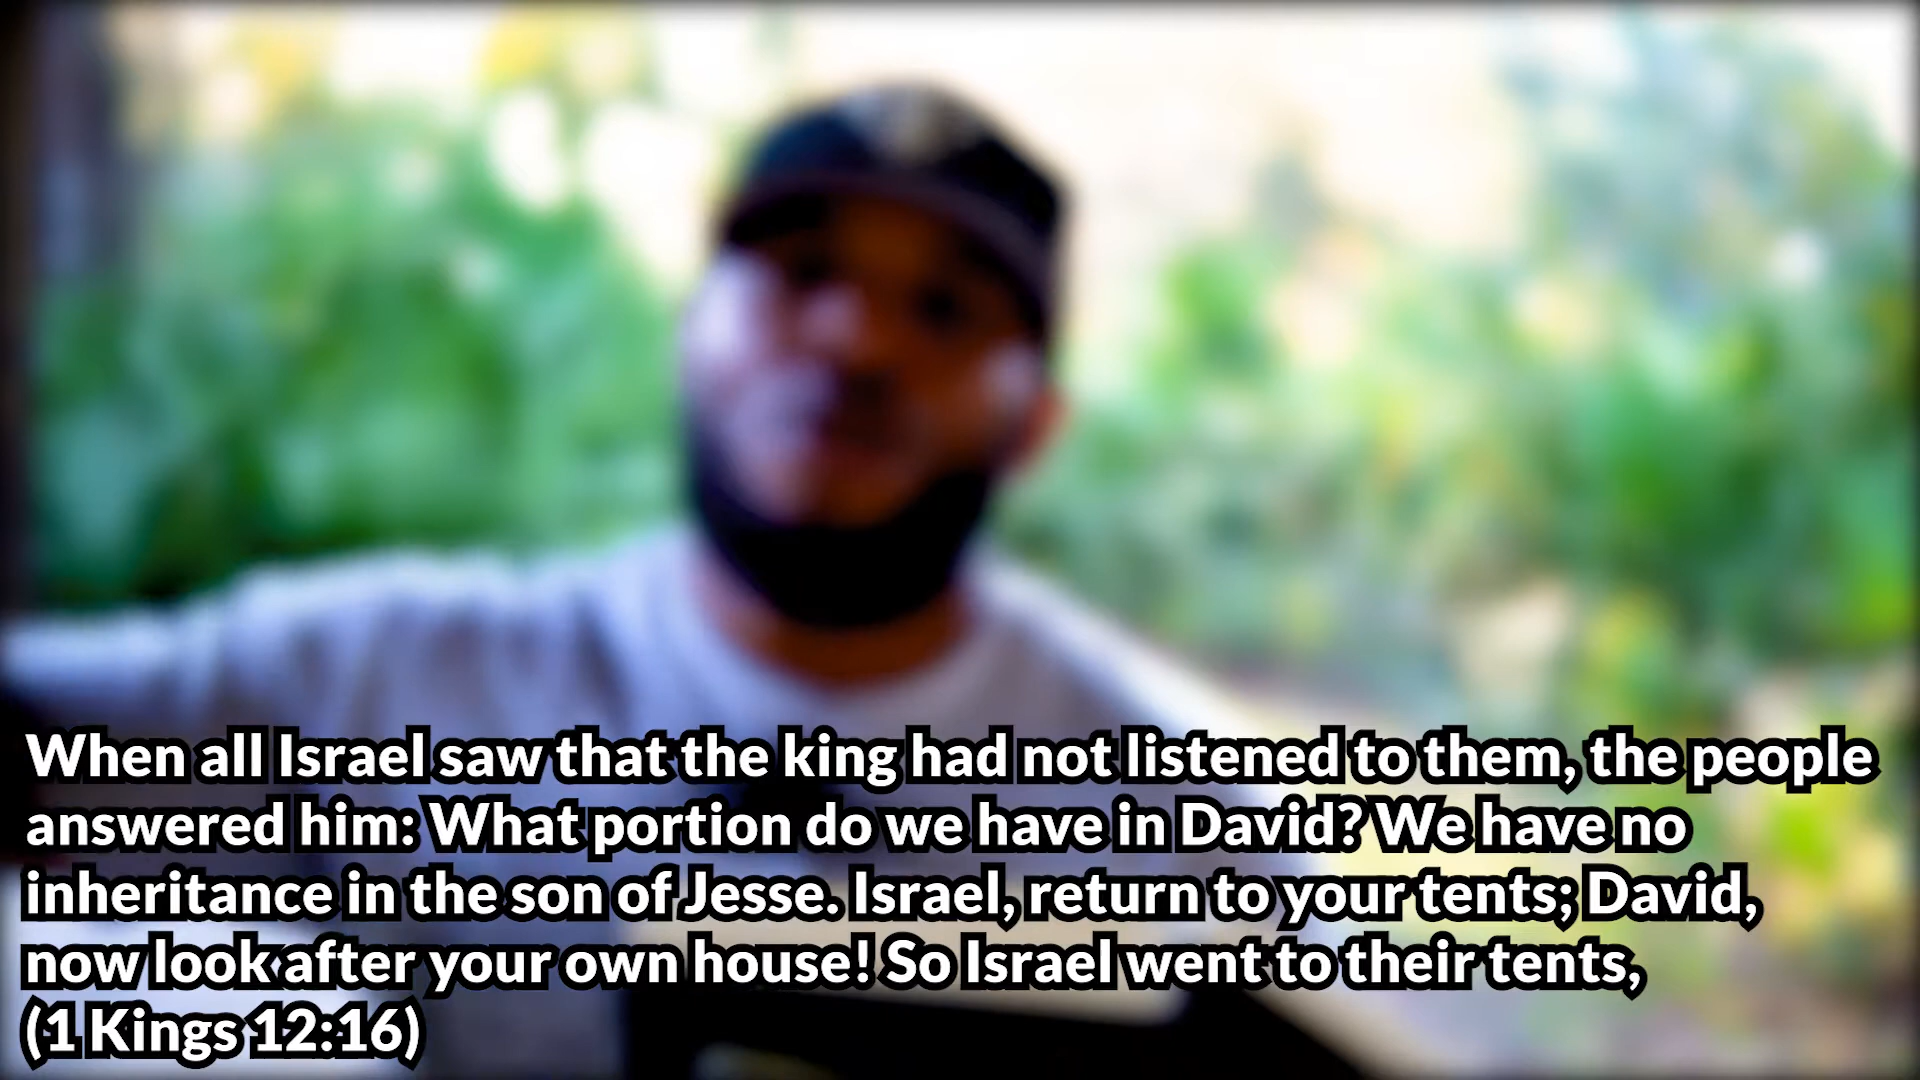 When all Israel saw that the king had not listened to them, the people
answered him: What portion do we have in David? We have no
inheritance in the son of Jesse. Israel, return to your tents; David,
now look after your own house! So Israel went to their tents,
(1 Kings 12:16)